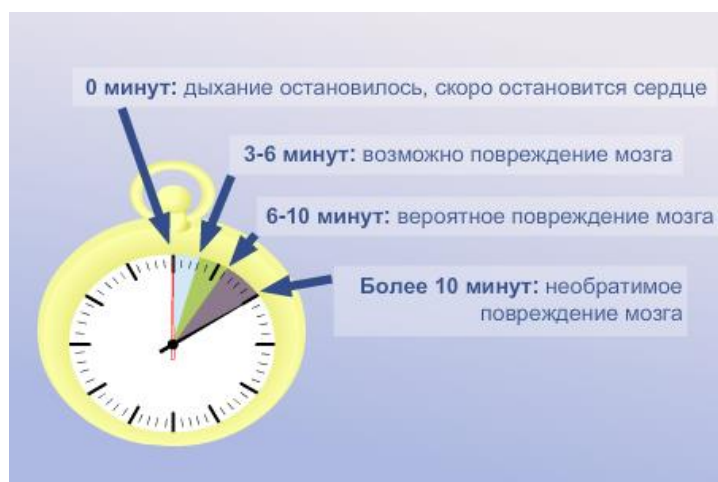 0 минут: дыхание остановилось, скоро остановится сердце
3-6 минут: возможно повреждение мозга
6-10 минут: вероятное повреждение мозга
Более 10 минут: необратимое
повреждение мозга